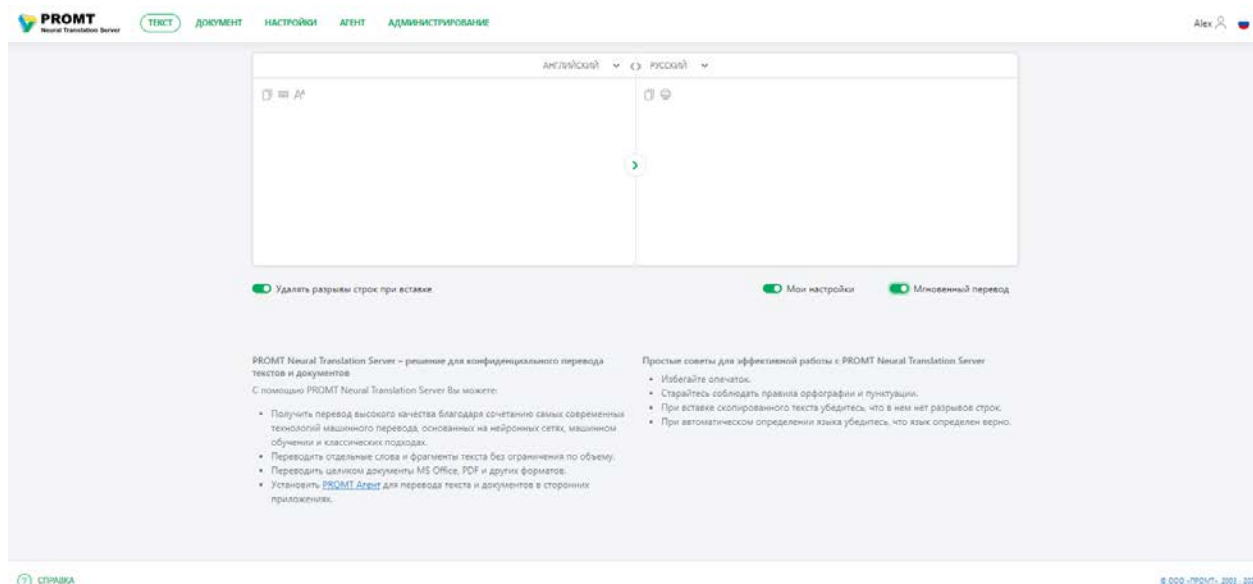 PROMT
Neural Translation Server
ТЕКСТ ДОКУМЕНТ НАСТРОЙКИ АГЕНТ АДМИНИСТРИРОВАНИЕ
Alex
АНГЛИЙСКИЙ РУССКИЙ
Удалять разрывы строк при вставке
Мои настройки Мгновенный перевод
PROMT Neural Translation Server – решение для конфиденциального перевода
текстов и документов
С помощью PROMT Neural Translation Server Вы можете:
• Получить перевод высокого качества благодаря сочетанию самых современных
технологий машинного перевода, основанных на нейронных сетях, машинном
обучении и классических подходах.
• Переводить отдельные слова и фрагменты текста без ограничения по объему.
• Переводить целиком документы MS Office, PDF и других форматов.
• Установить PROMT Агент для перевода текста и документов в сторонних
приложениях.
Простые советы для эффективной работы с PROMT Neural Translation Server
• Избегайте опечаток.
• Старайтесь соблюдать правила орфографии и пунктуации.
• При вставке скопированного текста убедитесь, что в нем нет разрывов строк.
• При автоматическом определении языка убедитесь, что язык определен верно.
? СПРАВКА
© ООО «ПРОМТ», 2003 -